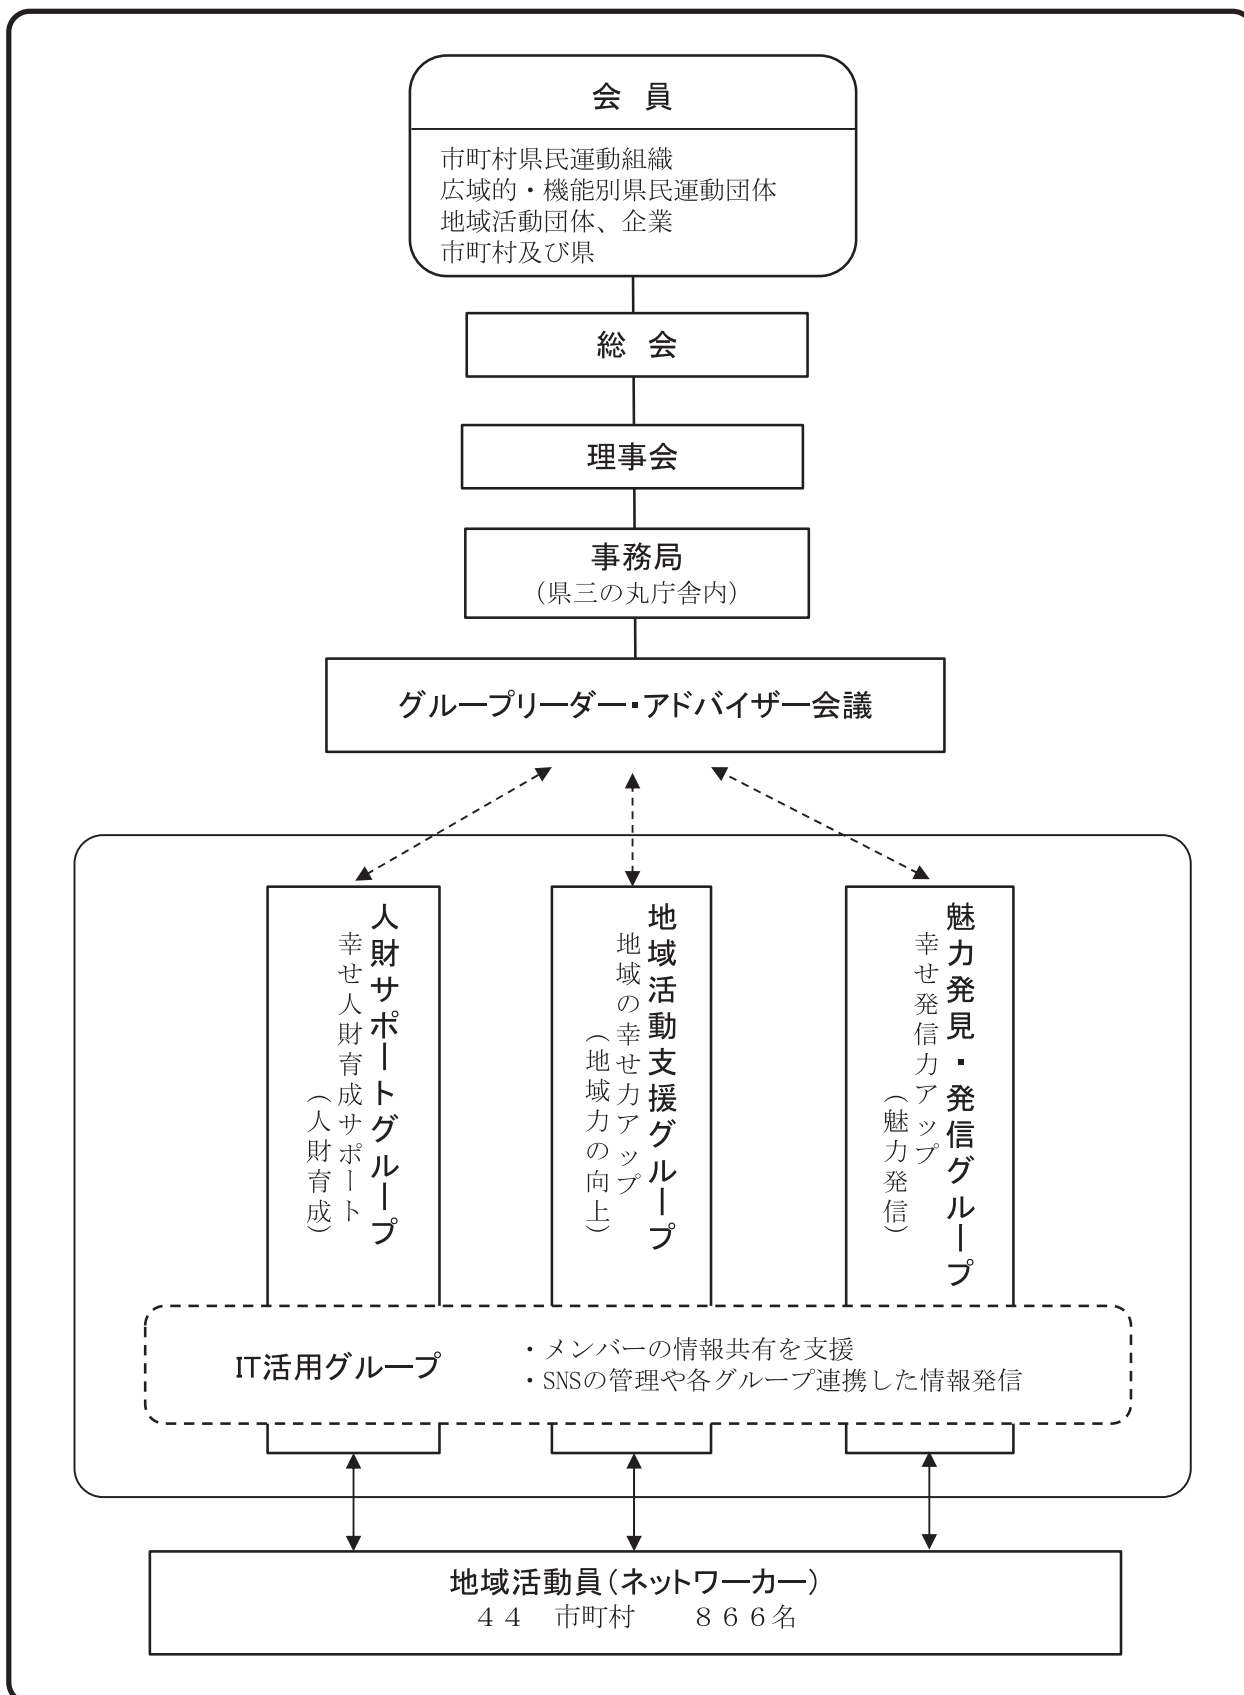 会 員
市町村県民運動組織
広域的・機能別県民運動団体
地域活動団体、企業
市町村及び県
総 会
理事会
事務局
（県三の丸庁舎内）
グループリーダー・アドバイザー会議
人財サポートグループ
幸せ人財育成サポート
（人財育成）
地域活動支援グループ
地域の幸せ力アップ
（地域力の向上）
魅力発見・発信グループ
幸せ発信力アップ
（魅力発信）
IT活用グループ
・メンバーの情報共有を支援
・SNSの管理や各グループ連携した情報発信
地域活動員（ネットワーカー）
４４　市町村　　８６６名